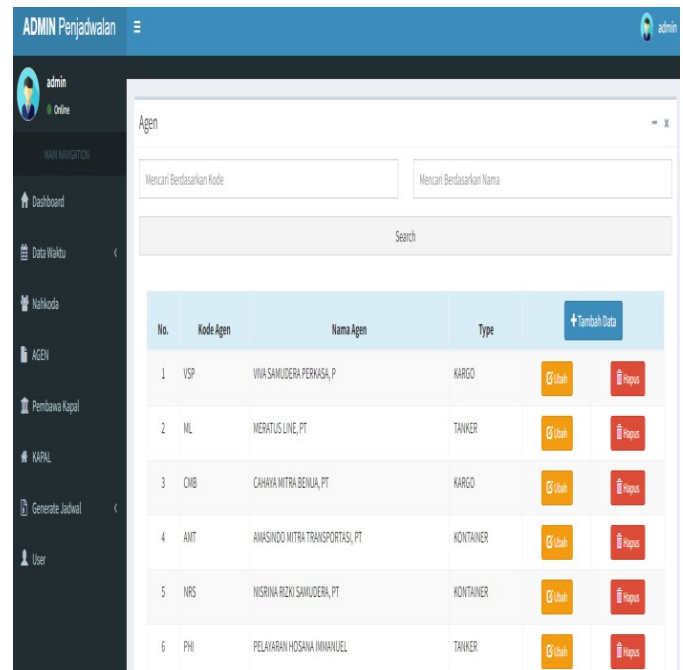 ADMIN Penjadwalan
admin
admin
Online
MAIN NAVIGATION
Dashboard
Data Waktu
Nahkoda
AGEN
Pembawa Kapal
KAPAL
Generate Jadwal
User
Agen
Mencari Berdasarkan Kode
Mencari Berdasarkan Nama
Search
No. Kode Agen Nama Agen Type Tambah Data
1 VSP VIVA SAMUDERA PERKASA, P KARGO Ubah Hapus
2 ML MERATUS LINE, PT TANKER Ubah Hapus
3 CMB CAHAYA MITRA BENUA, PT KARGO Ubah Hapus
4 AMT AMASINDO MITRA TRANSPORTASI, PT KONTAINER Ubah Hapus
5 NRS NISRINA RIZKI SAMUDERA, PT KONTAINER Ubah Hapus
6 PHI PELAYARAN HOSANA IMMANUEL TANKER Ubah Hapus